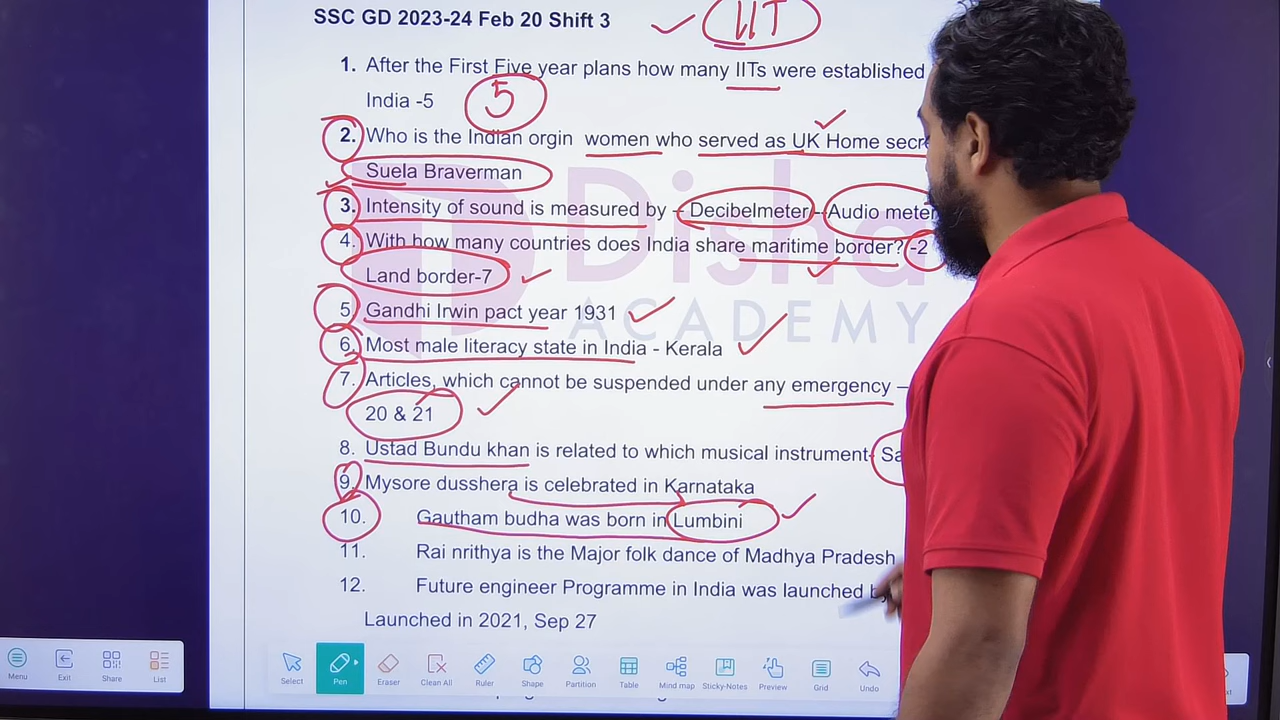 SSC GD 2023-24 Feb 20 Shift 3
IIT
1. After the First Five year plans how many IITs were established
India -5
5
2. Who is the Indian orgin women who served as UK Home
Suela Braverman
3. Intensity of sound is measured by – Decibelmeter – Audio meter
4. With how many countries does India share maritime border? -2
Land border-7
5. Gandhi Irwin pact year 1931
6. Most male literacy state in India - Kerala
7. Articles, which cannot be suspended under any emergency –
20 & 21
8. Ustad Bundu khan is related to which musical instrument-
9. Mysore dusshera is celebrated in Karnataka
10. Gautham budha was born in Lumbini
11. Rai nrithya is the Major folk dance of Madhya Pradesh
12. Future engineer Programme in India was launched
Launched in 2021, Sep 27
Disha
ACADEMY
Menu Exit Share List Select Pen Eraser Clean All Ruler Shape Partition Table Mind map Sticky-Notes Preview Grid Undo